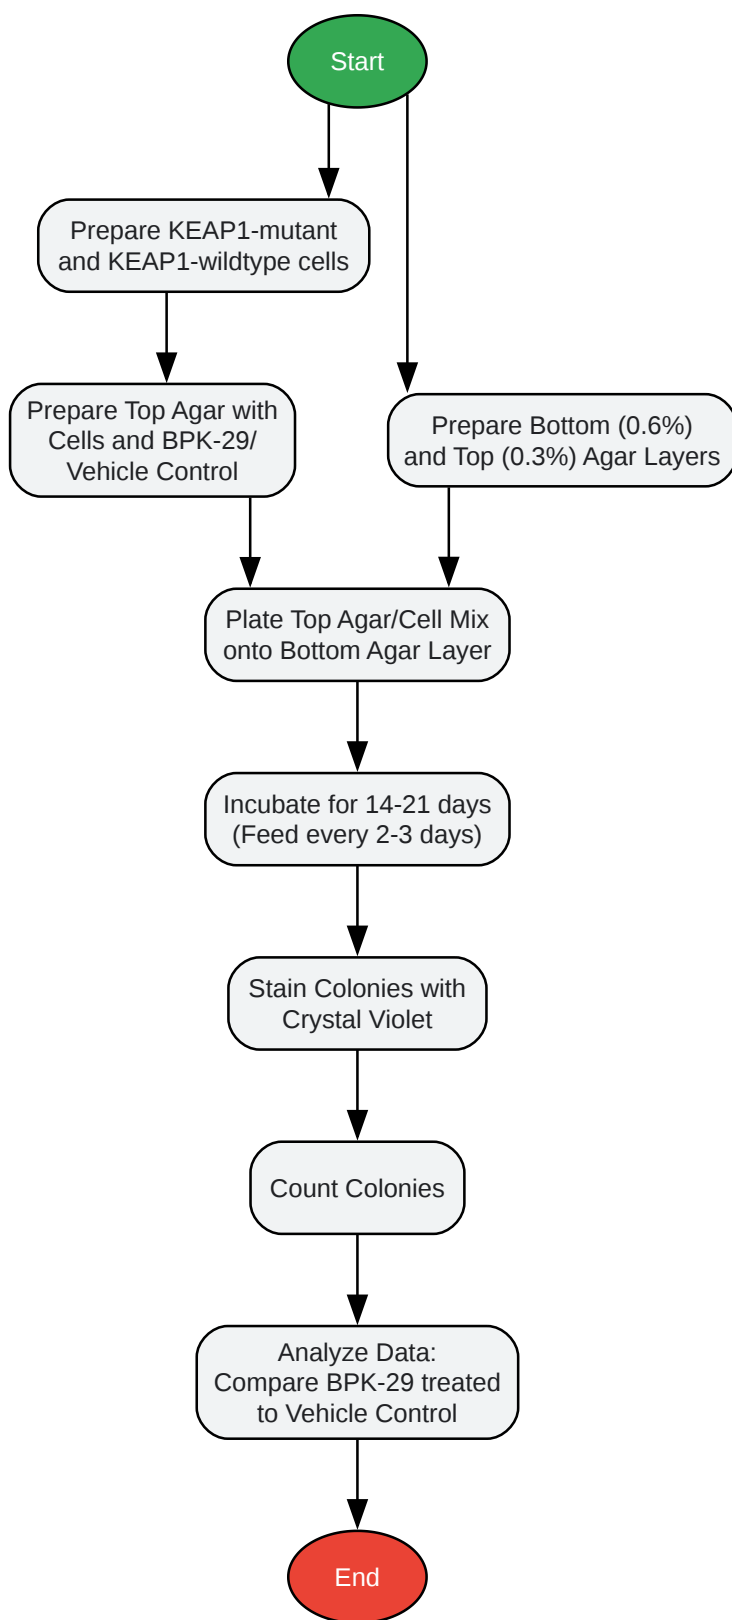 Start
Prepare KEAP1-mutant
and KEAP1-wildtype cells
Prepare Top Agar with
Cells and BPK-29/
Vehicle Control
Prepare Bottom (0.6%)
and Top (0.3%) Agar Layers
Plate Top Agar/Cell Mix
onto Bottom Agar Layer
Incubate for 14-21 days
(Feed every 2-3 days)
Stain Colonies with
Crystal Violet
Count Colonies
Analyze Data:
Compare BPK-29 treated
to Vehicle Control
End